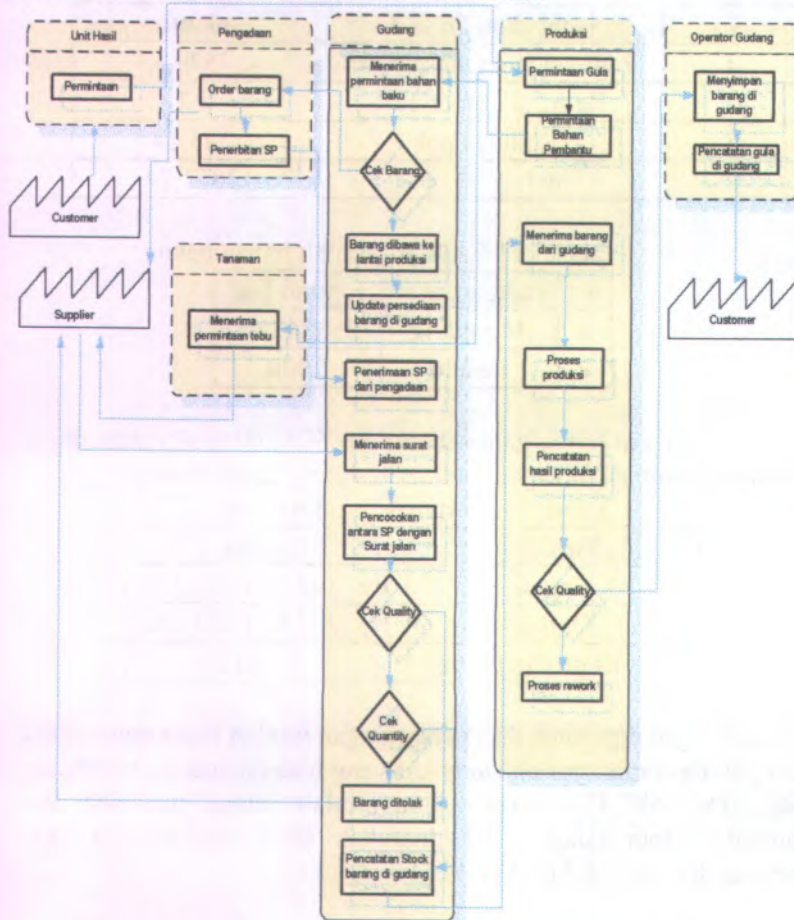 Unit Hasil
Permintaan
Customer
Pengadaan
Order barang
Penerbitan SP
Supplier
Tanaman
Menerima
permintaan tebu
Gudang
Menerima
permintaan bahan
baku
Cek Barang
Barang dibawa ke
lantai produksi
Update persediaan
barang di gudang
Penerimaan SP
dari pengadaan
Menerima surat
jalan
Pencocokan
antara SP dengan
Surat jalan
Cek Quality
Cek
Quantity
Barang ditolak
Pencatatan Stock
barang di gudang
Produksi
Permintaan Gula
Permintaan
Bahan
Pembantu
Menerima barang
dari gudang
Proses
produksi
Pencatatan
hasil produksi
Cek Quality
Proses rework
Operator Gudang
Menyimpan
barang di
gudang
Pencatatan gula
di gudang
Customer